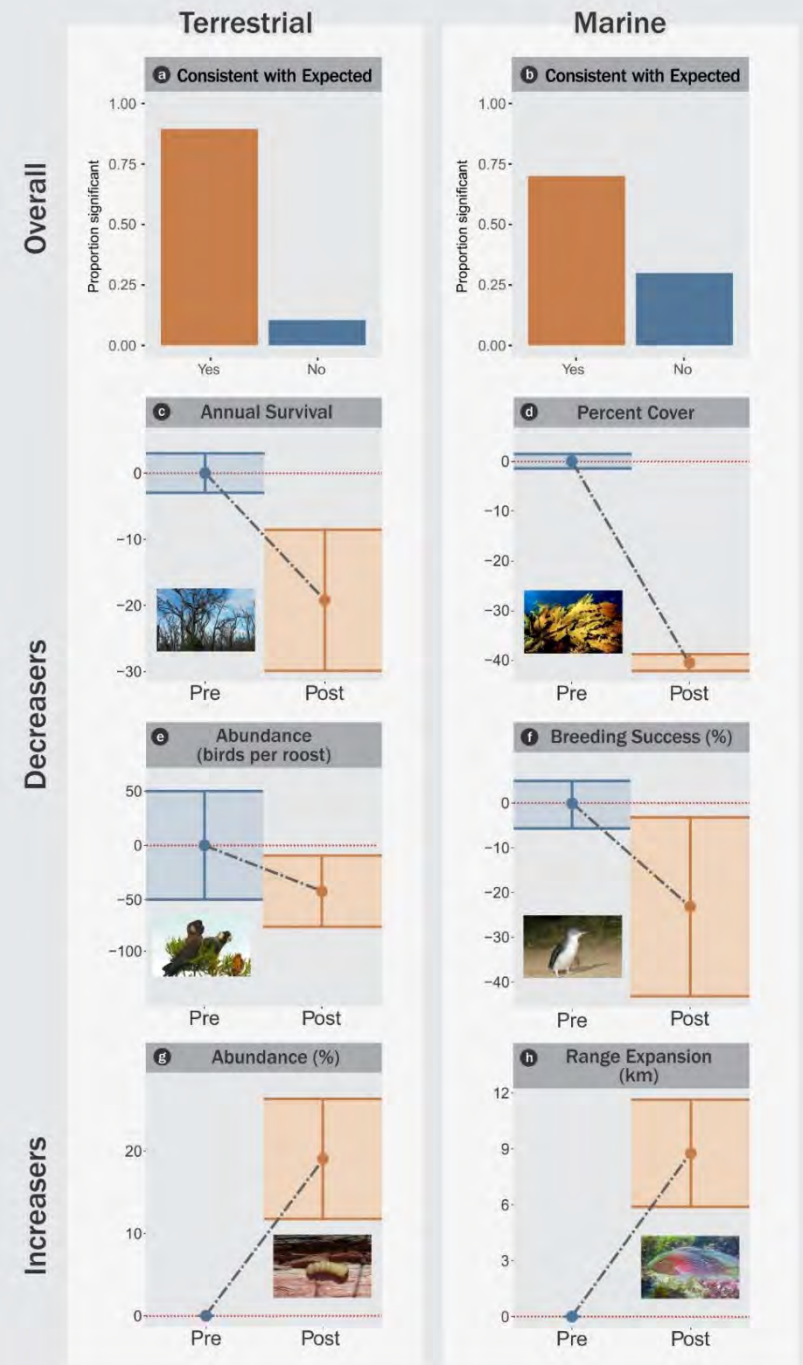 Terrestrial
Marine
Overall
a Consistent with Expected
Proportion significant
1.00
0.75
0.50
0.25
0.00
Yes
No
b Consistent with Expected
Proportion significant
1.00
0.75
0.50
0.25
0.00
Yes
No
Decreasers
c Annual Survival
0
−10
−20
−30
Pre
Post
d Percent Cover
0
−10
−20
−30
−40
Pre
Post
e Abundance
(birds per roost)
50
0
−50
−100
Pre
Post
f Breeding Success (%)
0
−10
−20
−30
−40
Pre
Post
Increasers
g Abundance (%)
20
10
0
Pre
Post
h Range Expansion
(km)
12
9
6
3
0
Pre
Post